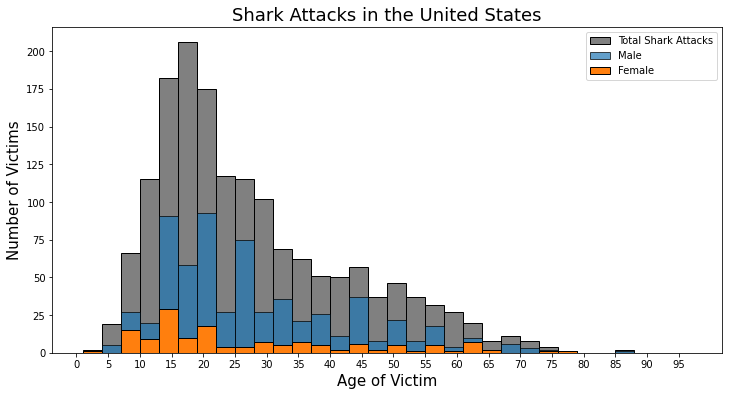 Shark Attacks in the United States
Total Shark Attacks
Male
Female
Number of Victims
200
175
150
125
100
75
50
25
0
0 5 10 15 20 25 30 35 40 45 50 55 60 65 70 75 80 85 90 95
Age of Victim